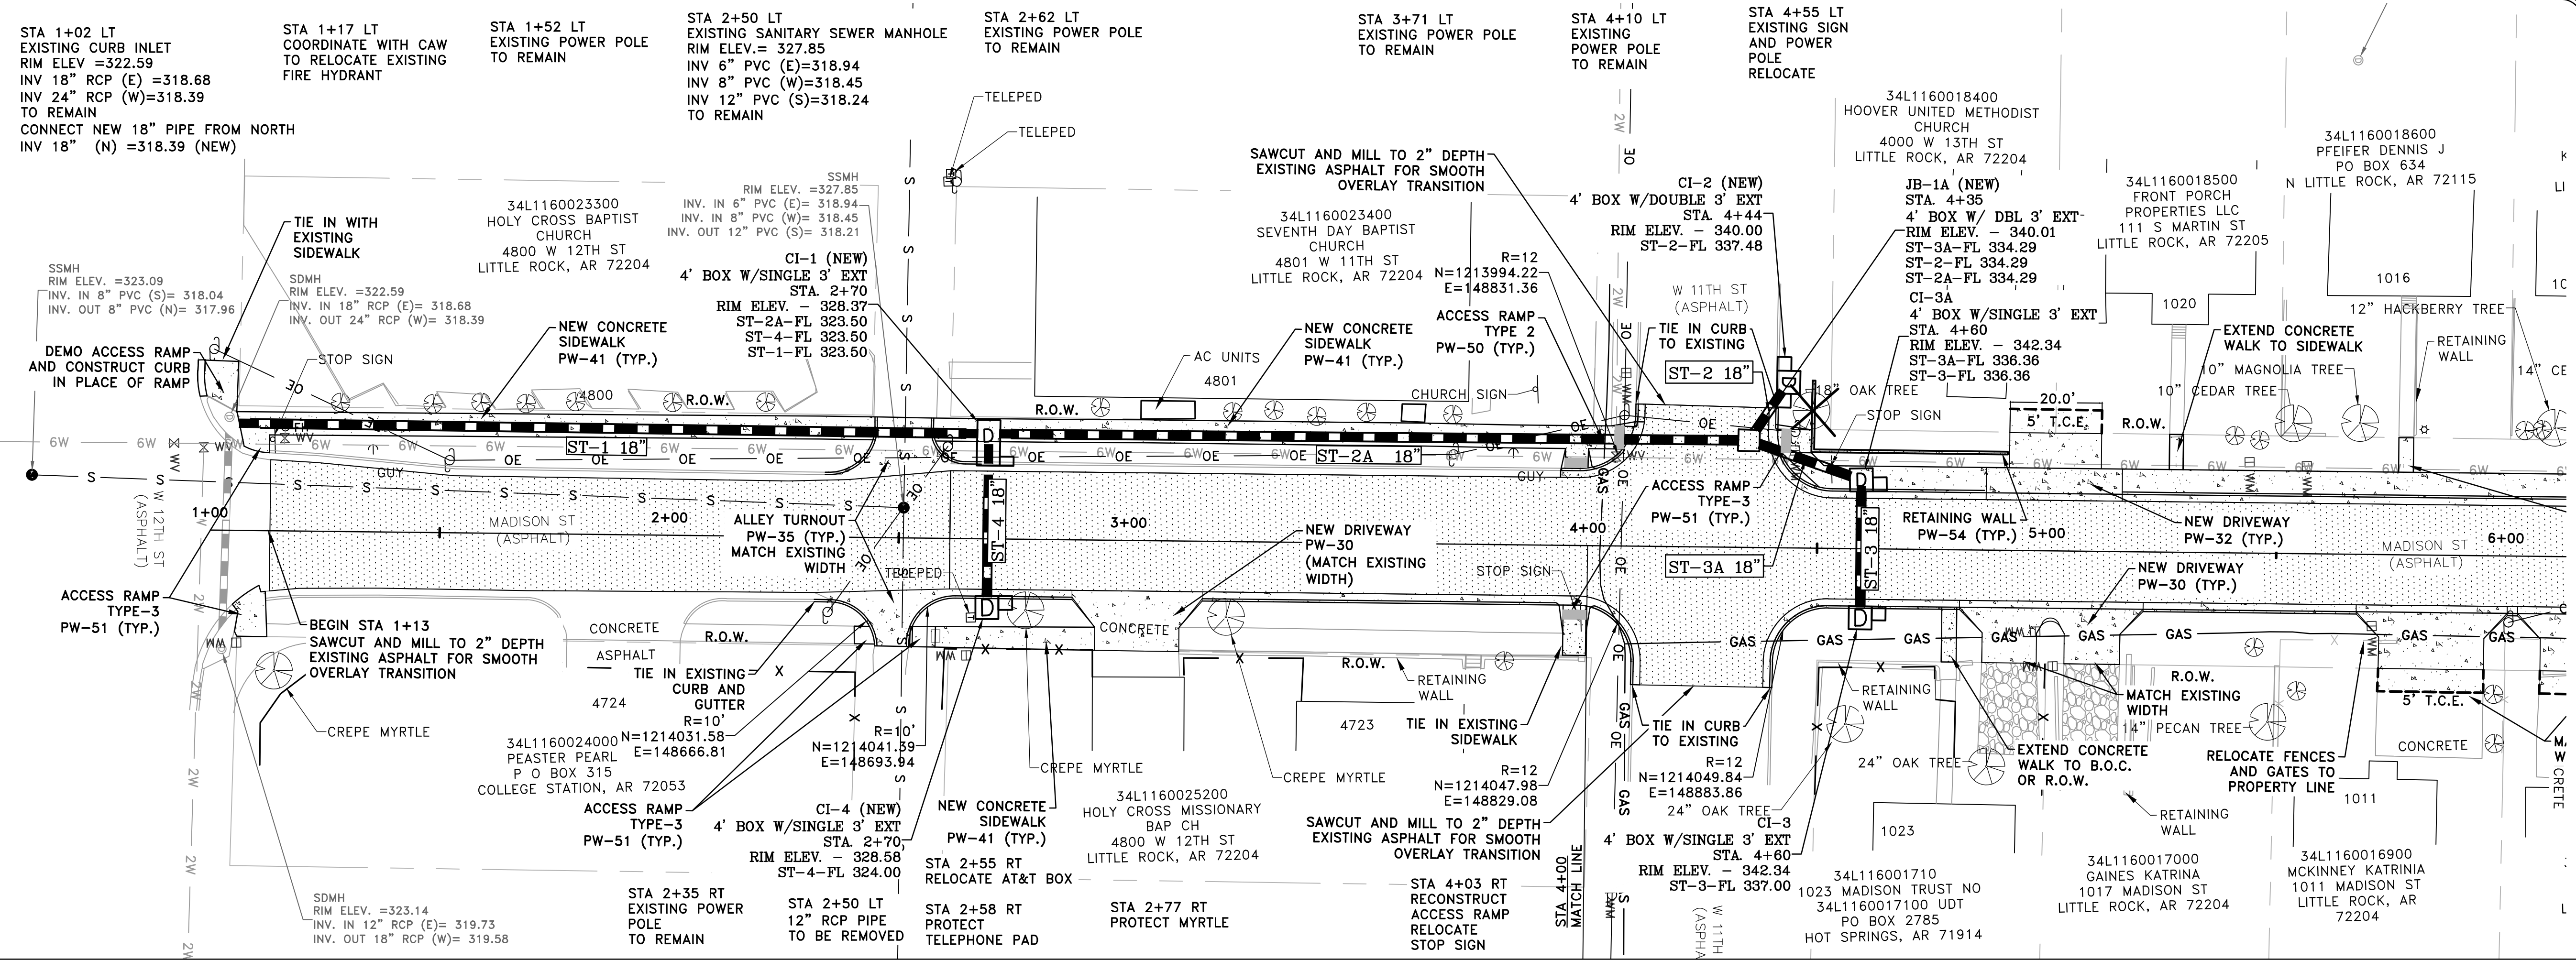 STA 1+02 LT
EXISTING CURB INLET
RIM ELEV =322.59
INV 18" RCP (E) =318.68
INV 24" RCP (W)=318.39
TO REMAIN
CONNECT NEW 18" PIPE FROM NORTH
INV 18" (N) =318.39 (NEW)
STA 1+17 LT
COORDINATE WITH CAW
TO RELOCATE EXISTING
FIRE HYDRANT
STA 1+52 LT
EXISTING POWER POLE
TO REMAIN
STA 2+50 LT
EXISTING SANITARY SEWER MANHOLE
RIM ELEV.= 327.85
INV 6" PVC (E)=318.94
INV 8" PVC (W)=318.45
INV 12" PVC (S)=318.24
TO REMAIN
STA 2+62 LT
EXISTING POWER POLE
TO REMAIN
STA 3+71 LT
EXISTING POWER POLE
TO REMAIN
STA 4+10 LT
EXISTING
POWER POLE
TO REMAIN
STA 4+55 LT
EXISTING SIGN
AND POWER
POLE
RELOCATE
TELEPED
TELEPED
SSMH
RIM ELEV. =327.85
INV. IN 6" PVC (E)= 318.94
INV. IN 8" PVC (W)= 318.45
INV. OUT 12" PVC (S)= 318.21
34L1160023300
HOLY CROSS BAPTIST
CHURCH
4800 W 12TH ST
LITTLE ROCK, AR 72204
TIE IN WITH
EXISTING
SIDEWALK
SSMH
RIM ELEV. =323.09
INV. IN 8" PVC (S)= 318.04
INV. OUT 8" PVC (N)= 317.96
SDMH
RIM ELEV. =322.59
INV. IN 18" RCP (E)= 318.68
INV. OUT 24" RCP (W)= 318.39
CI-1 (NEW)
4' BOX W/SINGLE 3' EXT
STA. 2+70
RIM ELEV. - 328.37
ST-2A-FL 323.50
ST-4-FL 323.50
ST-1-FL 323.50
NEW CONCRETE
SIDEWALK
PW-41 (TYP.)
DEMO ACCESS RAMP
AND CONSTRUCT CURB
IN PLACE OF RAMP
STOP SIGN
4800
R.O.W.
SAWCUT AND MILL TO 2" DEPTH
EXISTING ASPHALT FOR SMOOTH
OVERLAY TRANSITION
34L1160023400
SEVENTH DAY BAPTIST
CHURCH
4801 W 11TH ST
LITTLE ROCK, AR 72204
R=12
N=1213994.22
E=148831.36
NEW CONCRETE
SIDEWALK
PW-41 (TYP.)
ACCESS RAMP
TYPE 2
PW-50 (TYP.)
AC UNITS
4801
CHURCH SIGN
R.O.W.
CI-2 (NEW)
4' BOX W/DOUBLE 3' EXT
STA. 4+44
RIM ELEV. - 340.00
ST-2-FL 337.48
W 11TH ST
(ASPHALT)
TIE IN CURB
TO EXISTING
ST-2 18"
34L1160018400
HOOVER UNITED METHODIST
CHURCH
4000 W 13TH ST
LITTLE ROCK, AR 72204
JB-1A (NEW)
STA. 4+35
4' BOX W/ DBL 3' EXT-
RIM ELEV. - 340.01
ST-3A-FL 334.29
ST-2-FL 334.29
ST-2A-FL 334.29
CI-3A
4' BOX W/SINGLE 3' EXT
STA. 4+60
RIM ELEV. - 342.34
ST-3A-FL 336.36
ST-3-FL 336.36
18" OAK TREE
STOP SIGN
34L1160018500
FRONT PORCH
PROPERTIES LLC
111 S MARTIN ST
LITTLE ROCK, AR 72205
34L1160018600
PFEIFER DENNIS J
PO BOX 634
N LITTLE ROCK, AR 72115
1016
1020
12" HACKBERRY TREE
EXTEND CONCRETE
WALK TO SIDEWALK
RETAINING
WALL
10" MAGNOLIA TREE
10" CEDAR TREE
14" CE
20.0'
5' T.C.E.
R.O.W.
ST-1 18"
ST-2A 18"
GUY
GUY
W 12TH ST
(ASPHALT)
1+00
MADISON ST
(ASPHALT)
2+00
ALLEY TURNOUT
PW-35 (TYP.)
MATCH EXISTING
WIDTH
ST-4 18"
3+00
NEW DRIVEWAY
PW-30
(MATCH EXISTING
WIDTH)
4+00
ACCESS RAMP
TYPE-3
PW-51 (TYP.)
STOP SIGN
ST-3A 18"
ST-3 18"
RETAINING WALL
PW-54 (TYP.)
5+00
NEW DRIVEWAY
PW-32 (TYP.)
NEW DRIVEWAY
PW-30 (TYP.)
MADISON ST
(ASPHALT)
6+00
TELEPED
ACCESS RAMP
TYPE-3
PW-51 (TYP.)
BEGIN STA 1+13
SAWCUT AND MILL TO 2" DEPTH
EXISTING ASPHALT FOR SMOOTH
OVERLAY TRANSITION
CONCRETE
ASPHALT
R.O.W.
TIE IN EXISTING
CURB AND
GUTTER
4724
CREPE MYRTLE
34L1160024000
PEASTER PEARL
P O BOX 315
COLLEGE STATION, AR 72053
R=10'
N=1214031.58
E=148666.81
R=10'
N=1214041.39
E=148693.94
ACCESS RAMP
TYPE-3
PW-51 (TYP.)
CI-4 (NEW)
4' BOX W/SINGLE 3' EXT
STA. 2+70
RIM ELEV. - 328.58
ST-4-FL 324.00
CONCRETE
CREPE MYRTLE
CREPE MYRTLE
NEW CONCRETE
SIDEWALK
PW-41 (TYP.)
34L1160025200
HOLY CROSS MISSIONARY
BAP CH
4800 W 12TH ST
LITTLE ROCK, AR 72204
R.O.W.
RETAINING
WALL
4723
TIE IN EXISTING
SIDEWALK
R=12
N=1214047.98
E=148829.08
SAWCUT AND MILL TO 2" DEPTH
EXISTING ASPHALT FOR SMOOTH
OVERLAY TRANSITION
TIE IN CURB
TO EXISTING
R=12
N=1214049.84
E=148883.86
24" OAK TREE
CI-3
4' BOX W/SINGLE 3' EXT
STA. 4+60
RIM ELEV. - 342.34
ST-3-FL 337.00
GAS GAS GAS GAS GAS GAS GAS GAS
RETAINING
WALL
24" OAK TREE
R.O.W.
MATCH EXISTING
WIDTH
14" PECAN TREE
EXTEND CONCRETE
WALK TO B.O.C.
OR R.O.W.
RELOCATE FENCES
AND GATES TO
PROPERTY LINE
5' T.C.E.
CONCRETE
1011
1023
RETAINING
WALL
34L116001710
1023 MADISON TRUST NO
34L1160017100 UDT
PO BOX 2785
HOT SPRINGS, AR 71914
34L1160017000
GAINES KATRINA
1017 MADISON ST
LITTLE ROCK, AR 72204
34L1160016900
MCKINNEY KATRINIA
1011 MADISON ST
LITTLE ROCK, AR
72204
SDMH
RIM ELEV. =323.14
INV. IN 12" RCP (E)= 319.73
INV. OUT 18" RCP (W)= 319.58
STA 2+35 RT
EXISTING POWER
POLE
TO REMAIN
STA 2+50 LT
12" RCP PIPE
TO BE REMOVED
STA 2+55 RT
RELOCATE AT&T BOX
STA 2+58 RT
PROTECT
TELEPHONE PAD
STA 2+77 RT
PROTECT MYRTLE
STA 4+03 RT
RECONSTRUCT
ACCESS RAMP
RELOCATE
STOP SIGN
STA 4+00
MATCH LINE
W 11TH